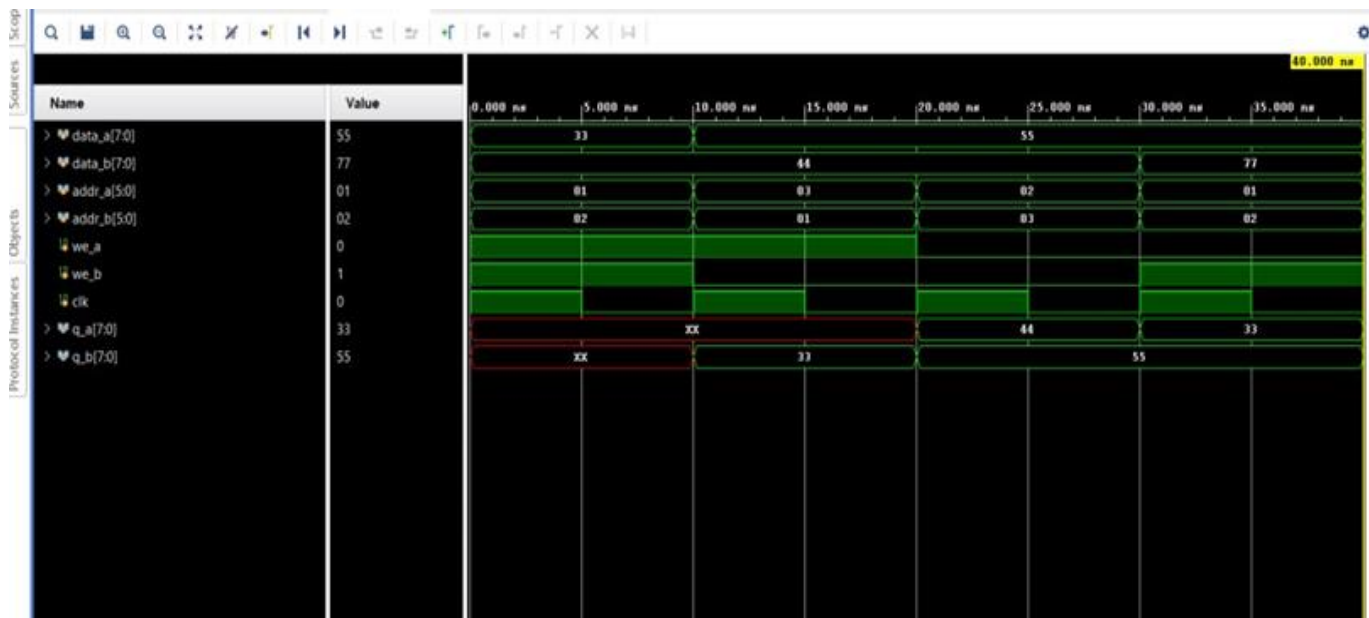 Scop
Sources
Objects
Protocol Instances
40.000 ns
Name Value 0.000 ns 5.000 ns 10.000 ns 15.000 ns 20.000 ns 25.000 ns 30.000 ns 35.000 ns
data_a[7:0] 55 33 55
data_b[7:0] 77 44 77
addr_a[5:0] 01 01 03 02 01
addr_b[5:0] 02 02 01 03 02
we_a 0
we_b 1
clk 0
q_a[7:0] 33 XX 44 33
q_b[7:0] 55 XX 33 55